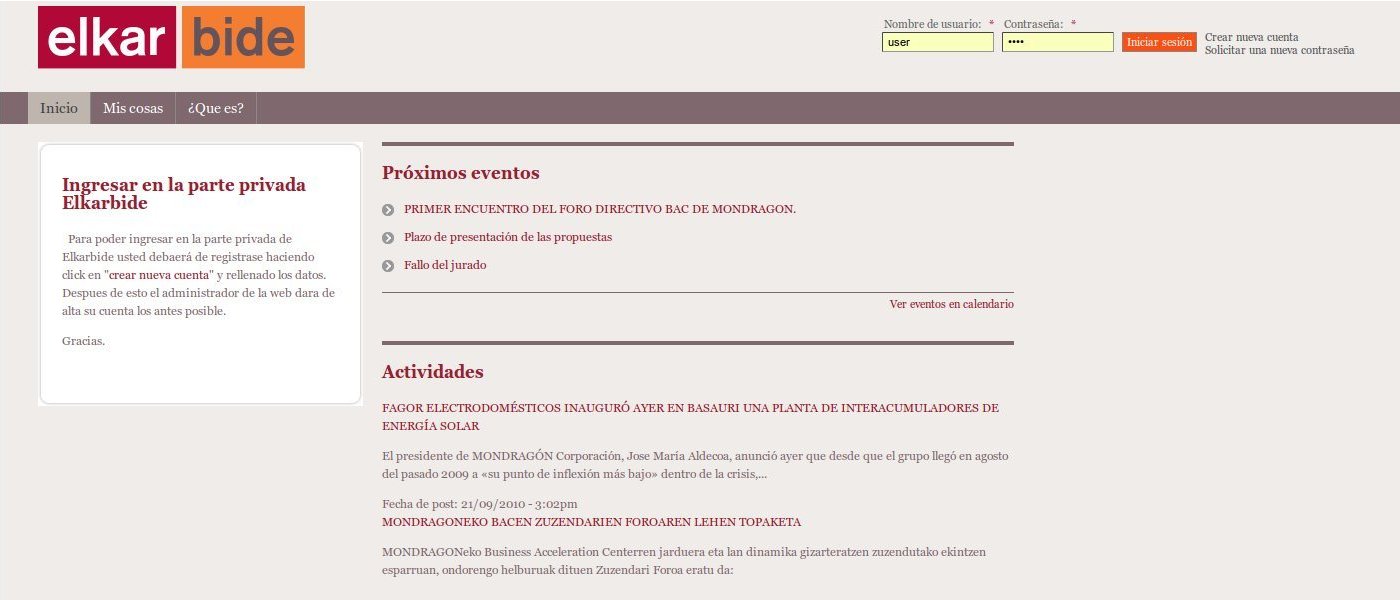 elkar bide
Nombre de usuario: * Contraseña: *
user •••• Iniciar sesión
Crear nueva cuenta
Solicitar una nueva contraseña
Inicio Mis cosas ¿Que es?
Ingresar en la parte privada
Elkarbide
Para poder ingresar en la parte privada de
Elkarbide usted debaerá de registrase haciendo
click en "crear nueva cuenta" y rellenado los datos.
Despues de esto el administrador de la web dara de
alta su cuenta los antes posible.
Gracias.
Próximos eventos
PRIMER ENCUENTRO DEL FORO DIRECTIVO BAC DE MONDRAGON.
Plazo de presentación de las propuestas
Fallo del jurado
Ver eventos en calendario
Actividades
FAGOR ELECTRODOMÉSTICOS INAUGURÓ AYER EN BASAURI UNA PLANTA DE INTERACUMULADORES DE
ENERGÍA SOLAR
El presidente de MONDRAGÓN Corporación, Jose María Aldecoa, anunció ayer que desde que el grupo llegó en agosto
del pasado 2009 a «su punto de inflexión más bajo» dentro de la crisis,...
Fecha de post: 21/09/2010 - 3:02pm
MONDRAGONEKO BACEN ZUZENDARIEN FOROAREN LEHEN TOPAKETA
MONDRAGONeko Business Acceleration Centerren jarduera eta lan dinamika gizarteratzen zuzendutako ekintzen
esparruan, ondorengo helburuak dituen Zuzendari Foroa eratu da: